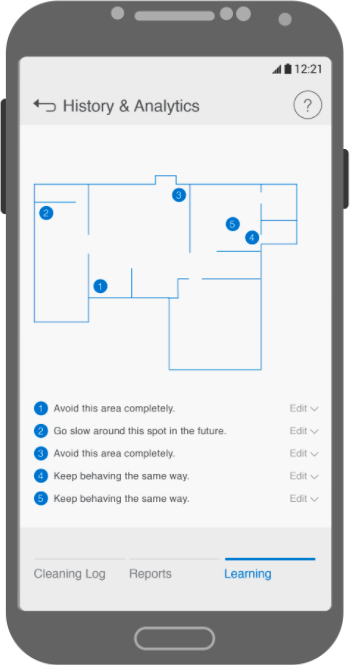 12:21
History & Analytics ?
2
3
5
4
1
1 Avoid this area completely. Edit
2 Go slow around this spot in the future. Edit
3 Avoid this area completely. Edit
4 Keep behaving the same way. Edit
5 Keep behaving the same way. Edit
Cleaning Log Reports Learning